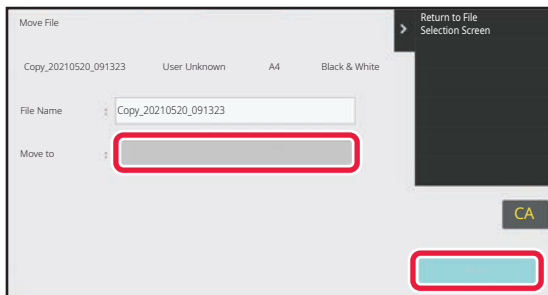 Move File
Return to File
Selection Screen
Copy_20210520_091323 User Unknown A4 Black & White
File Name : Copy_20210520_091323
Move to :
CA